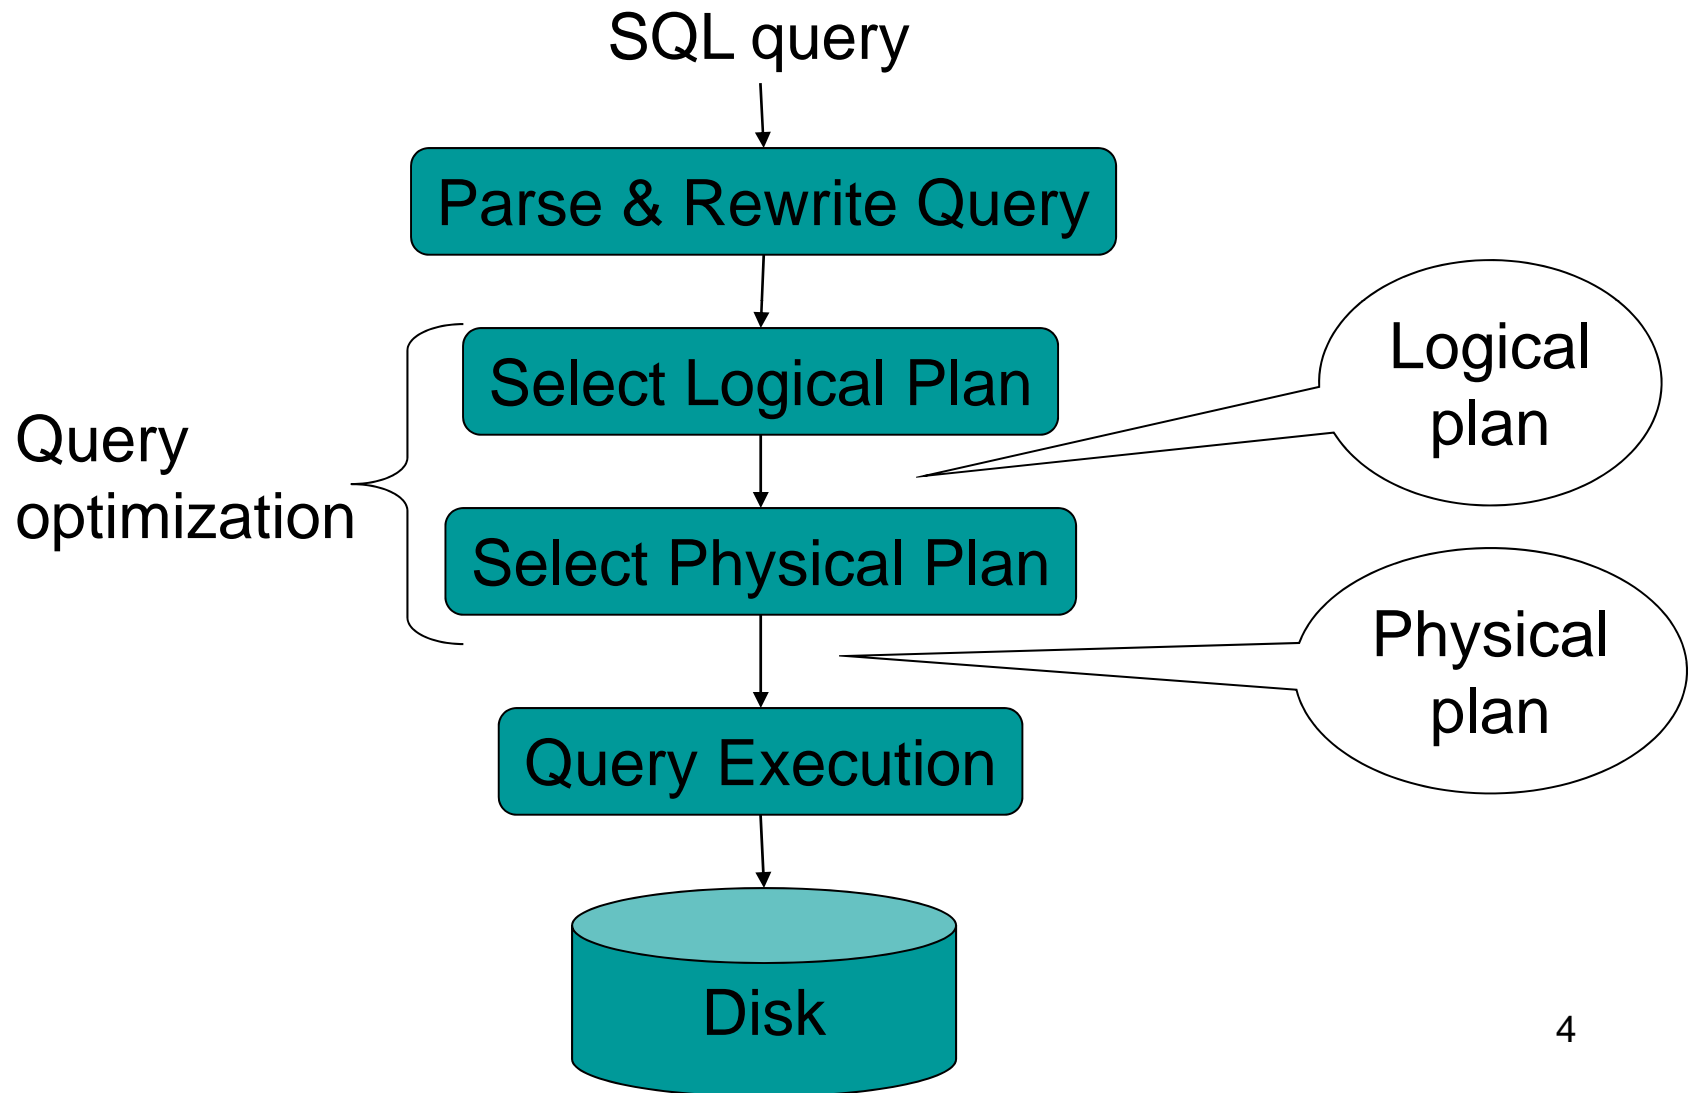 SQL query
Parse & Rewrite Query
Select Logical Plan
Logical
plan
Query
optimization
Select Physical Plan
Physical
plan
Query Execution
Disk
4